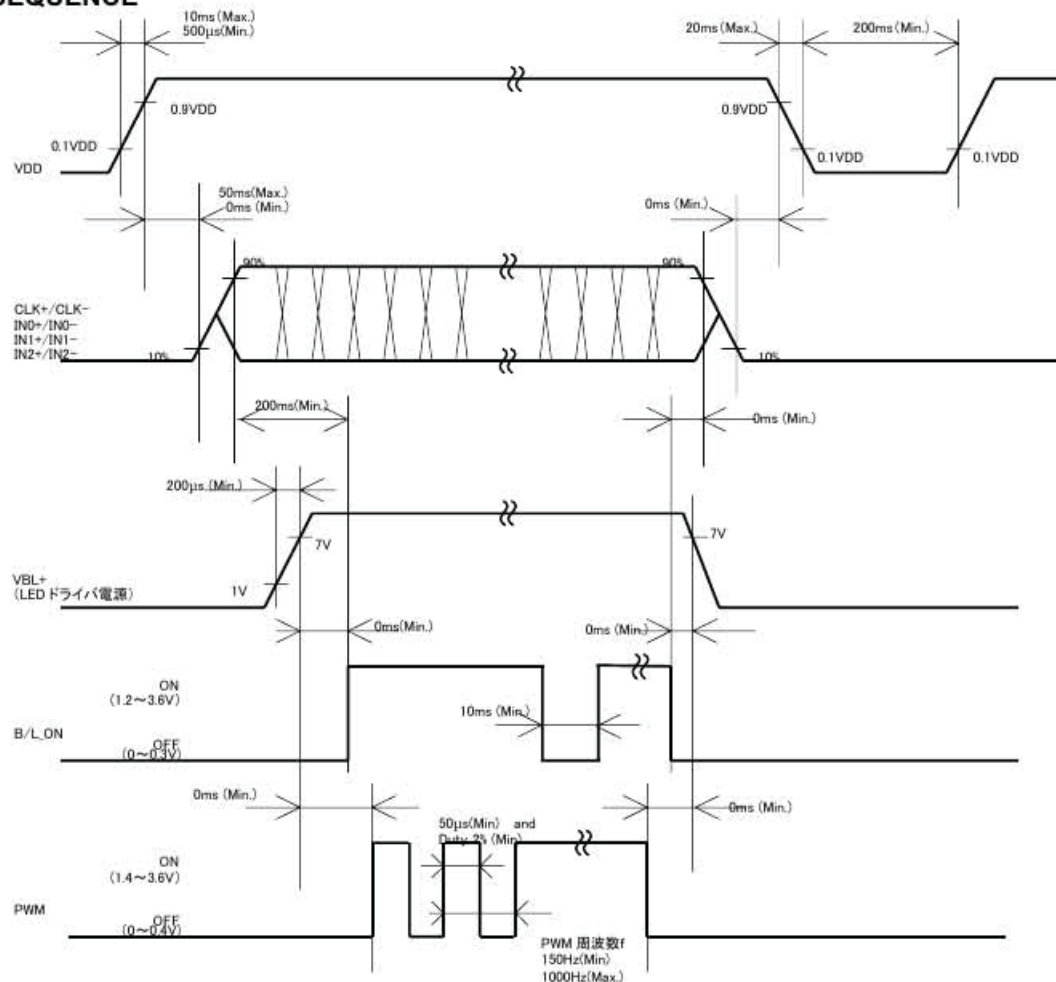 SEQUENCE
10ms (Max.)
500μs(Min.)
20ms (Max.)
200ms (Min.)
0.9VDD
0.9VDD
0.1VDD
0.1VDD
0.1VDD
VDD
50ms(Max.)
0ms (Min.)
0ms (Min.)
90%
90%
CLK+/CLK-
IN0+/IN0-
IN1+/IN1-
IN2+/IN2-
10%
10%
200ms(Min.)
0ms (Min.)
200μs (Min.)
7V
7V
VBL+
(LEDドライバ電源)
1V
0ms(Min.)
0ms (Min.)
ON
(1.2～3.6V)
10ms (Min.)
B/L_ON
OFF
(0～0.3V)
0ms (Min.)
0ms (Min.)
50μs(Min) and
Duty 2% (Min)
ON
(1.4～3.6V)
PWM
OFF
(0～0.4V)
PWM 周波数f
150Hz(Min)
1000Hz(Max.)